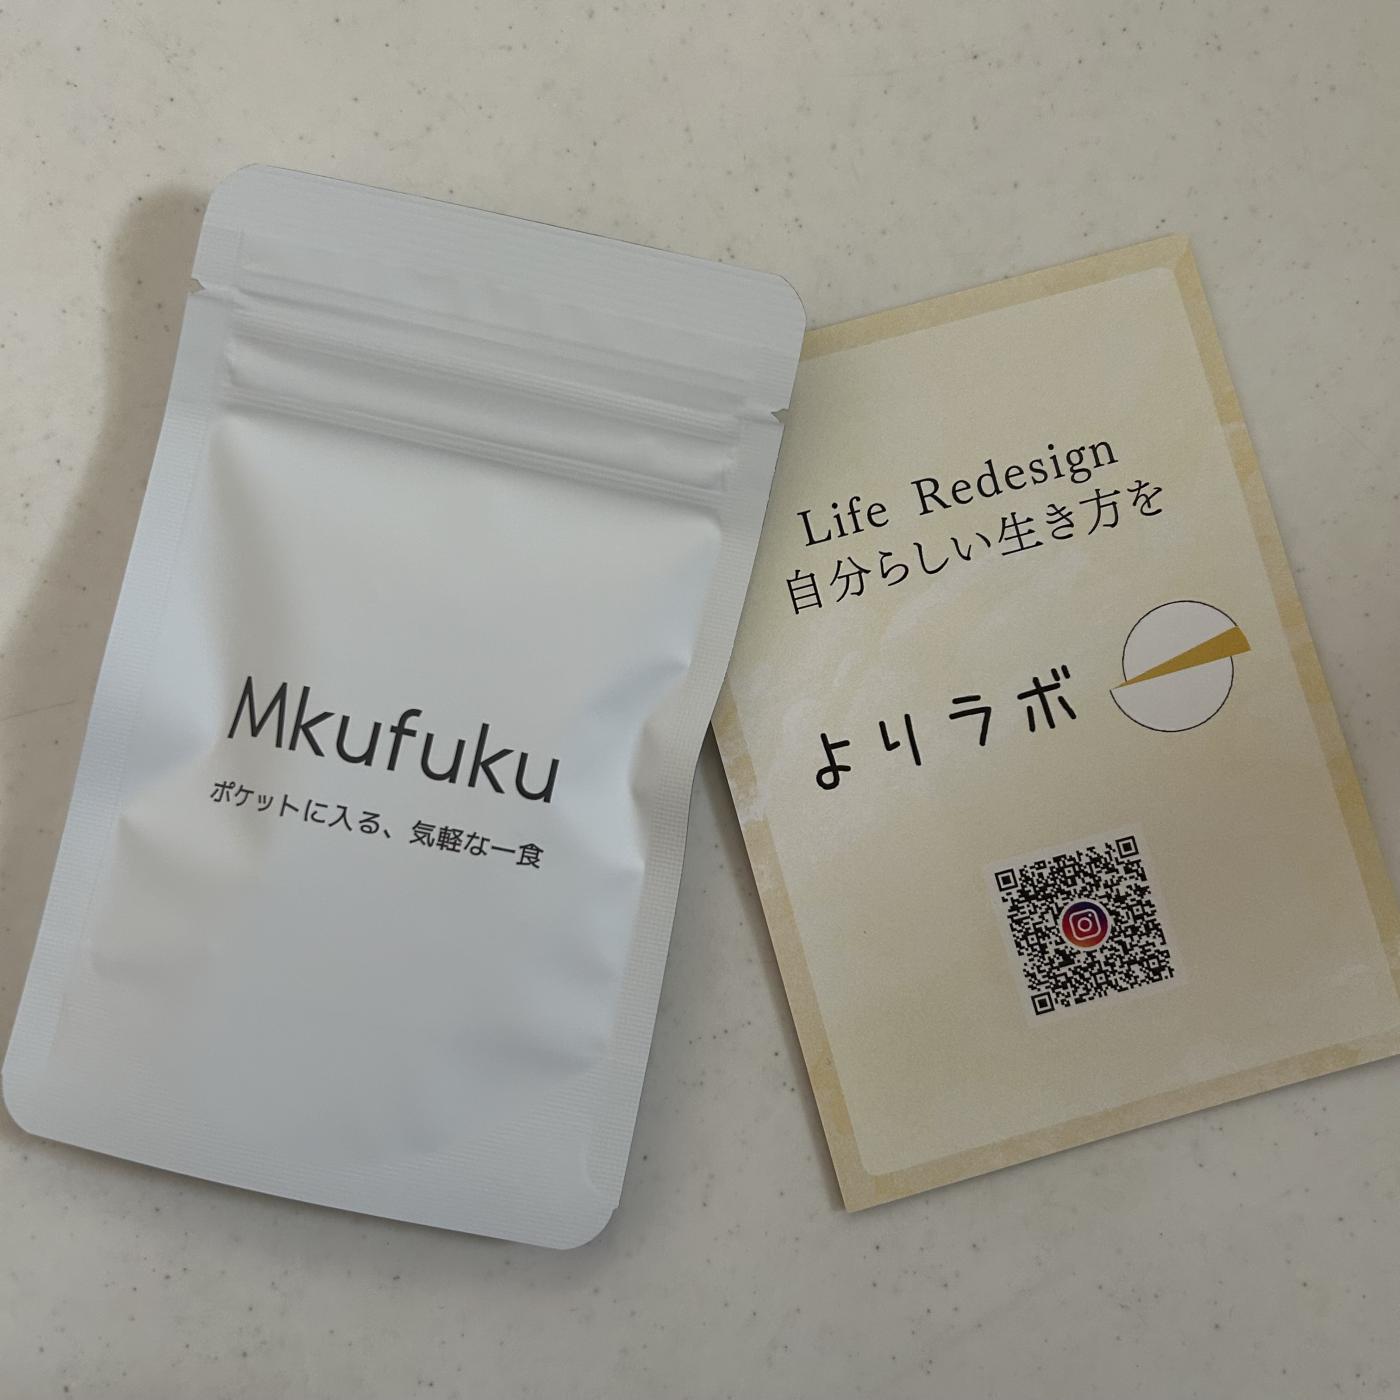 Mkufuku
ポケットに入る、気軽な一食
Life Redesign
自分らしい生き方を
よりラボ